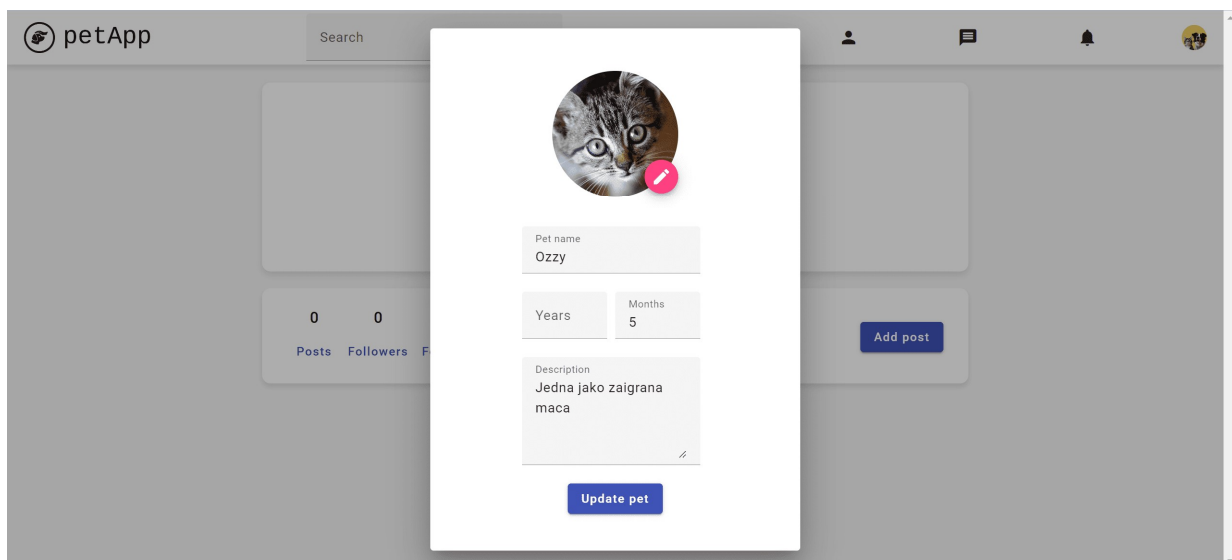 petApp
Search
Pet name
Ozzy
Years
Months
5
Description
Jedna jako zaigrana
maca
Update pet
0 0
Posts Followers F
Add post